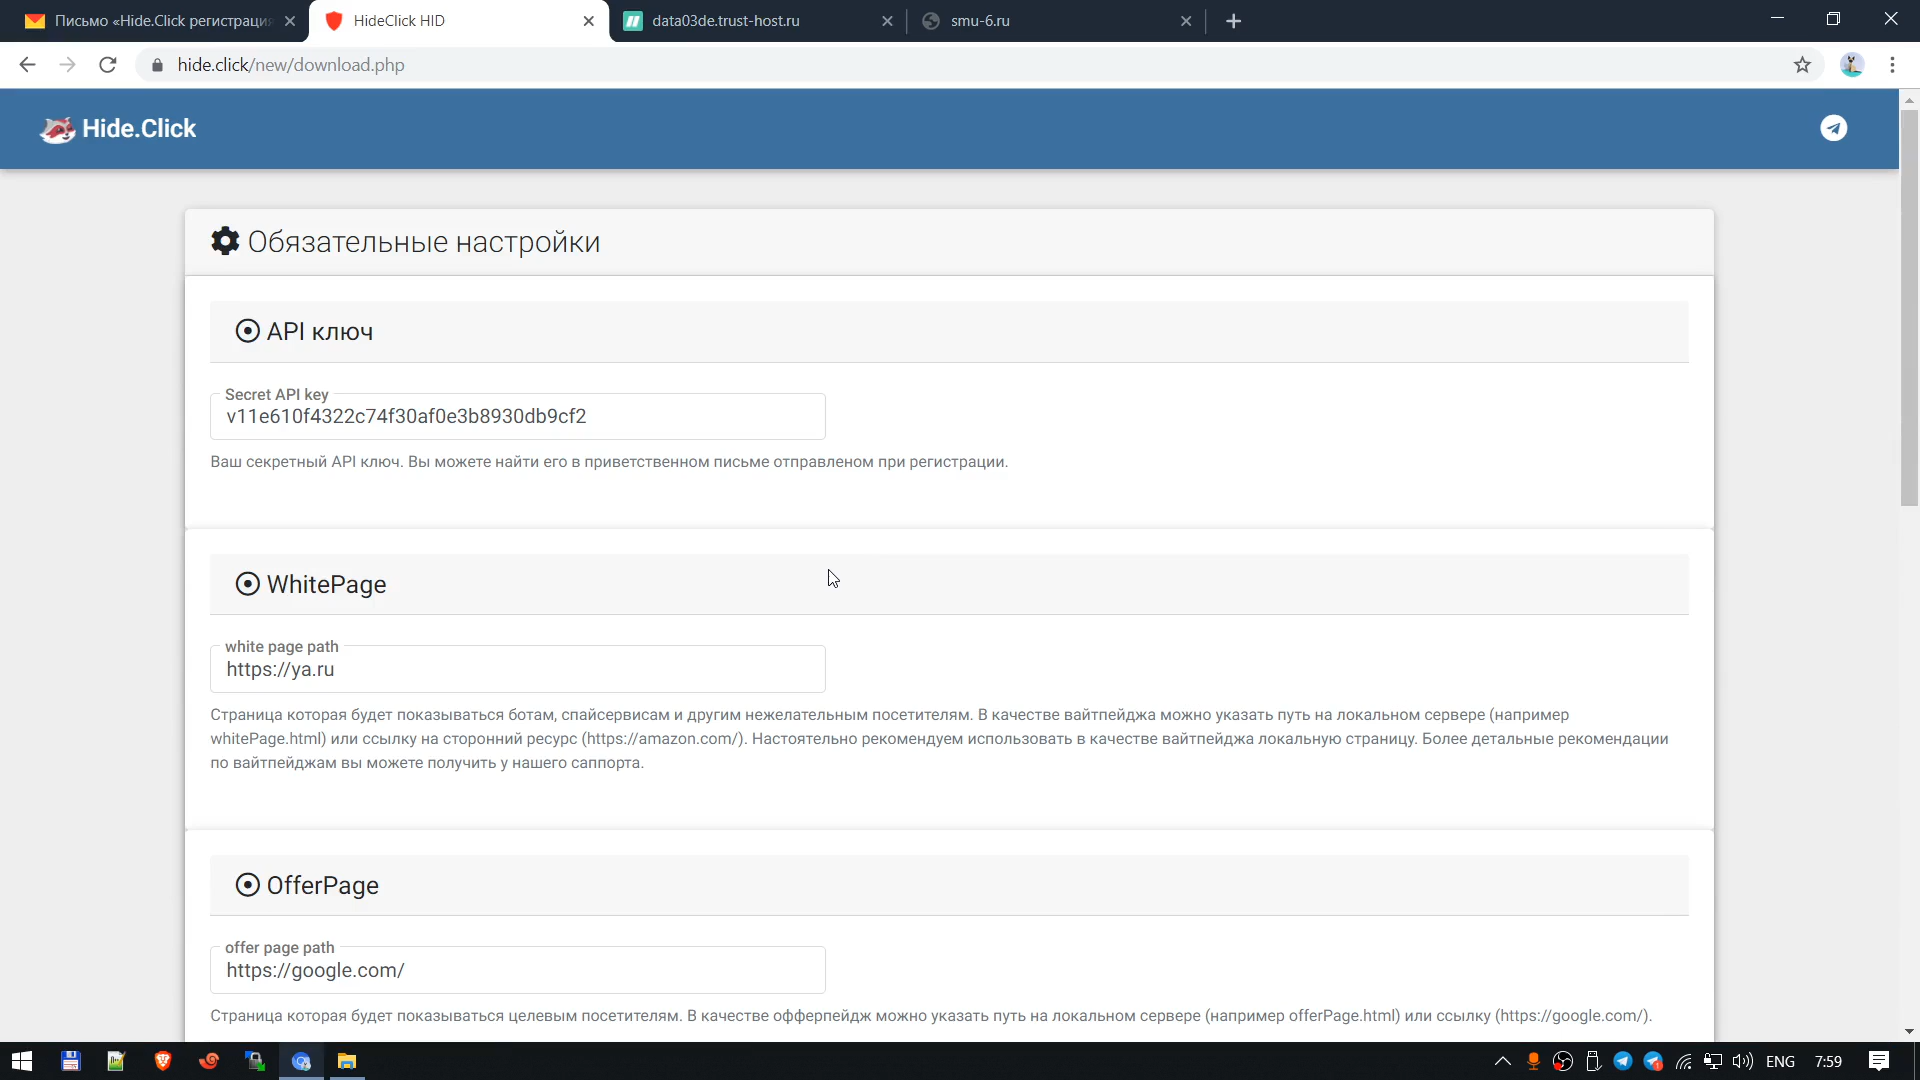 Письмо «Hide.Click регистрация
HideClick HID
data03de.trust-host.ru
smu-6.ru
hide.click/new/download.php
Hide.Click
Обязательные настройки
API ключ
Secret API key
v11e610f4322c74f30af0e3b8930db9cf2
Ваш секретный API ключ. Вы можете найти его в приветственном письме отправленом при регистрации.
WhitePage
white page path
https://ya.ru
Страница которая будет показываться ботам, спайсервисам и другим нежелательным посетителям. В качестве вайтпейджа можно указать путь на локальном сервере (например
whitePage.html) или ссылку на сторонний ресурс (https://amazon.com/). Настоятельно рекомендуем использовать в качестве вайтпейджа локальную страницу. Более детальные рекомендации
по вайтпейджам вы можете получить у нашего саппорта.
OfferPage
offer page path
https://google.com/
Страница которая будет показываться целевым посетителям. В качестве офферпейдж можно указать путь на локальном сервере (например offerPage.html) или ссылку (https://google.com/).
ENG
7:59